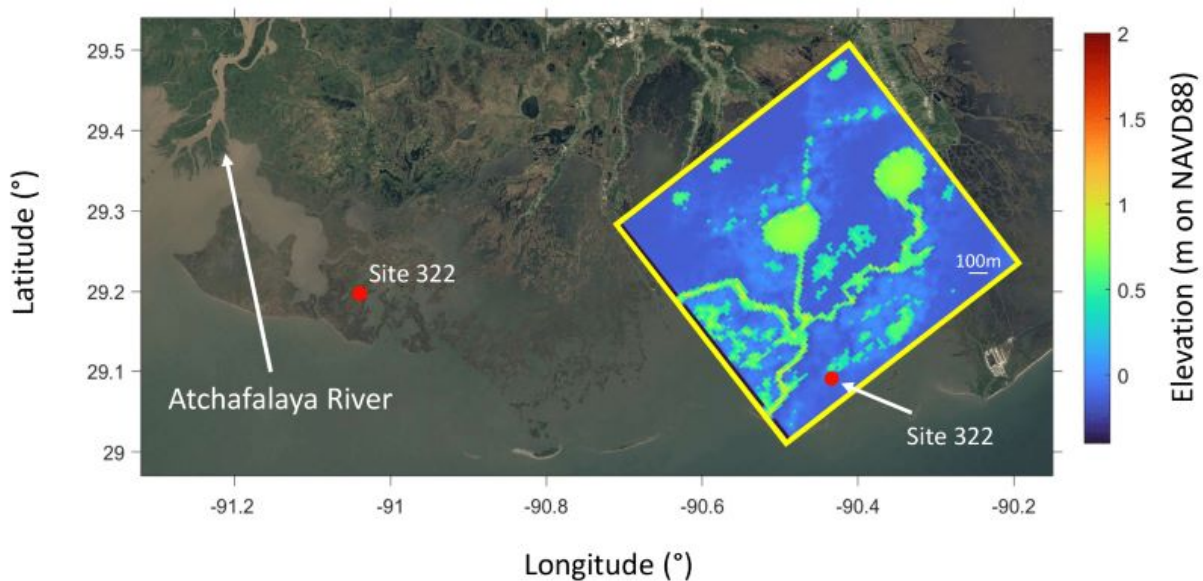 29.5
29.4
29.3
29.2
29.1
29
Latitude (°)
Site 322
Atchafalaya River
100m
Site 322
-91.2
-91
-90.8
-90.6
-90.4
-90.2
Longitude (°)
2
1.5
1
0.5
0
Elevation (m on NAVD88)